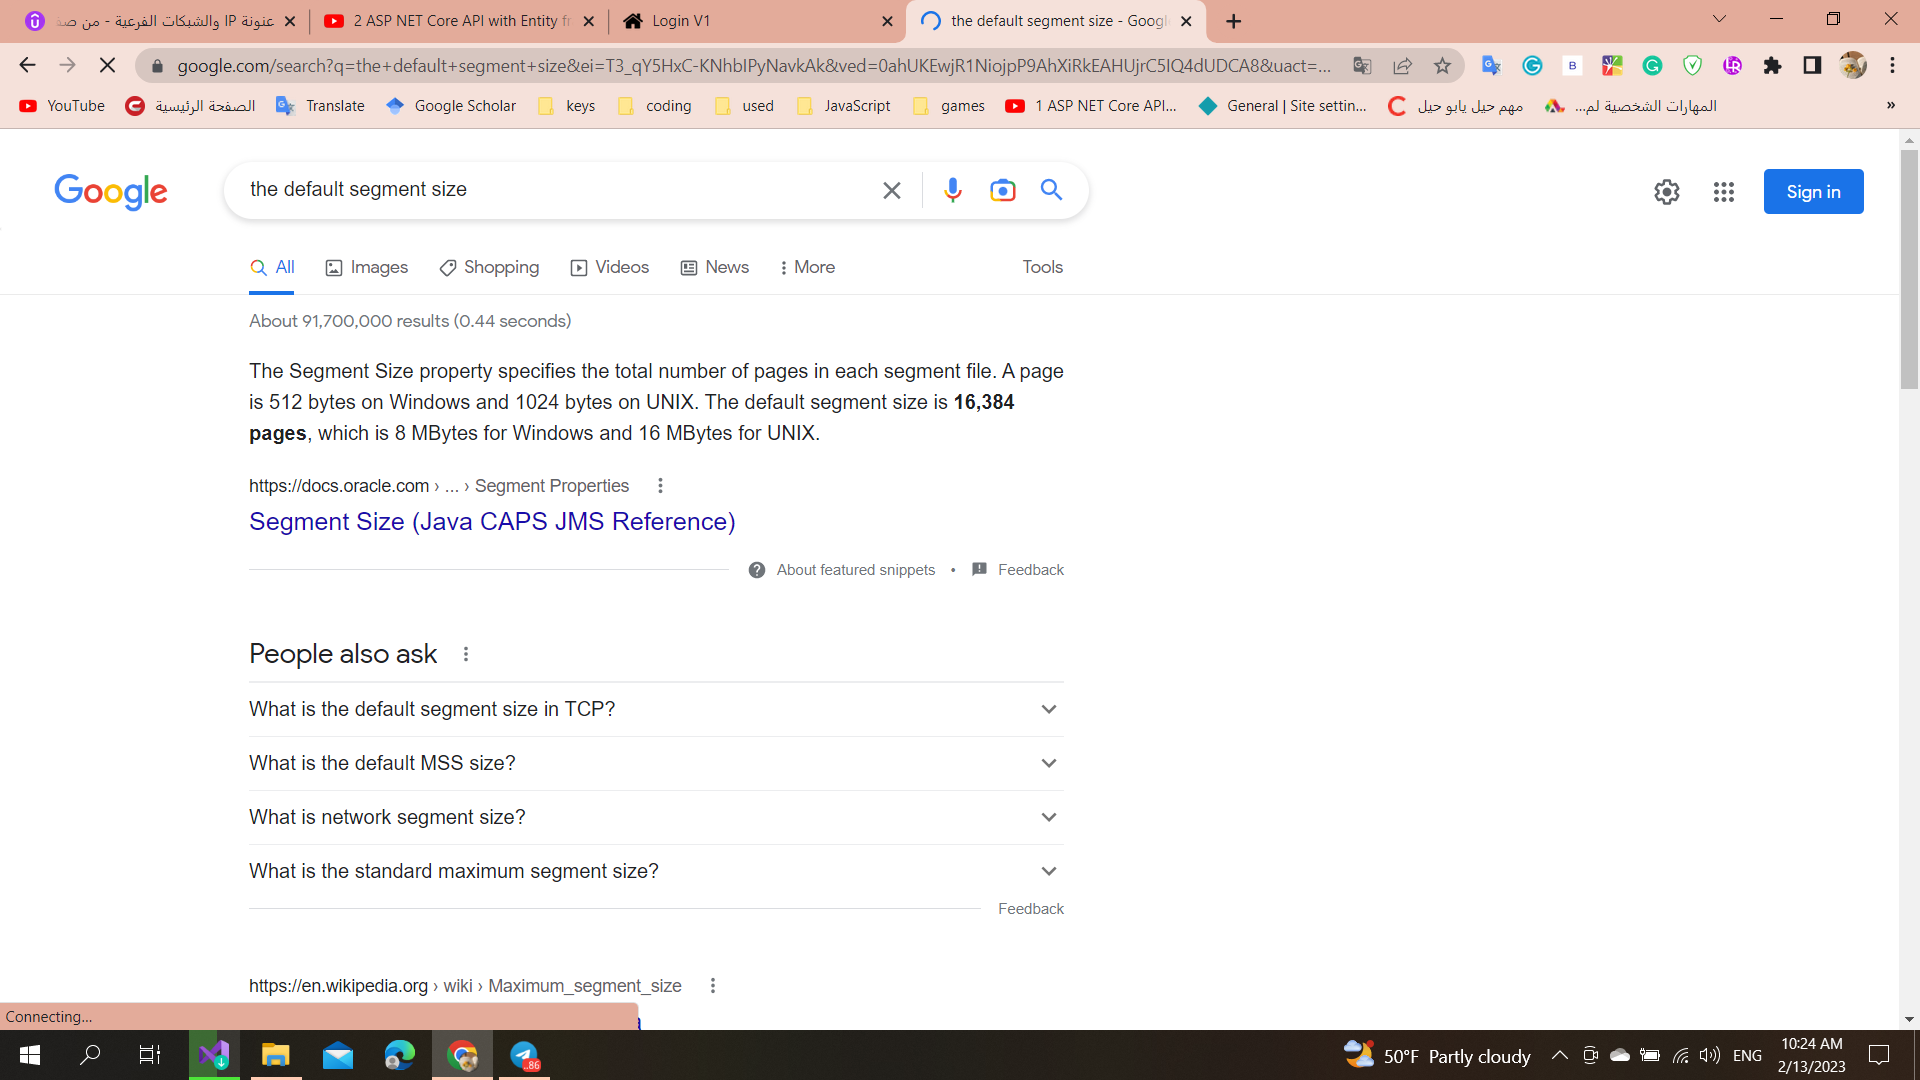 عنونة IP والشبكات الفرعية - من صف
2 ASP NET Core API with Entity fr
Login V1
the default segment size - Googl
google.com/search?q=the+default+segment+size&ei=T3_qY5HxC-KNhbIPyNavkAk&ved=0ahUKEwjR1NiojpP9AhXiRkEAHUjrC5IQ4dUDCA8&uact=...
YouTube
الصفحة الرئيسية
Translate
Google Scholar
keys
coding
used
JavaScript
games
1 ASP NET Core API...
General | Site settin...
مهم حيل يابو حيل
المهارات الشخصية لم...
»
Google
the default segment size
Sign in
All
Images
Shopping
Videos
News
More
Tools
About 91,700,000 results (0.44 seconds)
The Segment Size property specifies the total number of pages in each segment file. A page
is 512 bytes on Windows and 1024 bytes on UNIX. The default segment size is 16,384
pages, which is 8 MBytes for Windows and 16 MBytes for UNIX.
https://docs.oracle.com › ... › Segment Properties
Segment Size (Java CAPS JMS Reference)
About featured snippets • Feedback
People also ask
What is the default segment size in TCP?
What is the default MSS size?
What is network segment size?
What is the standard maximum segment size?
Feedback
https://en.wikipedia.org › wiki › Maximum_segment_size
Connecting...
..86
50°F Partly cloudy
ENG
10:24 AM
2/13/2023